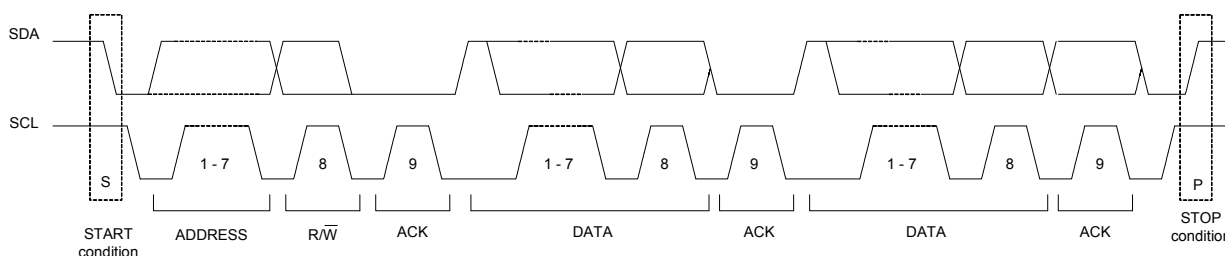 SDA
SCL
1 - 7 8 9 1 - 7 8 9 1 - 7 8 9
S P
START condition ADDRESS R/W̅ ACK DATA ACK DATA ACK STOP condition